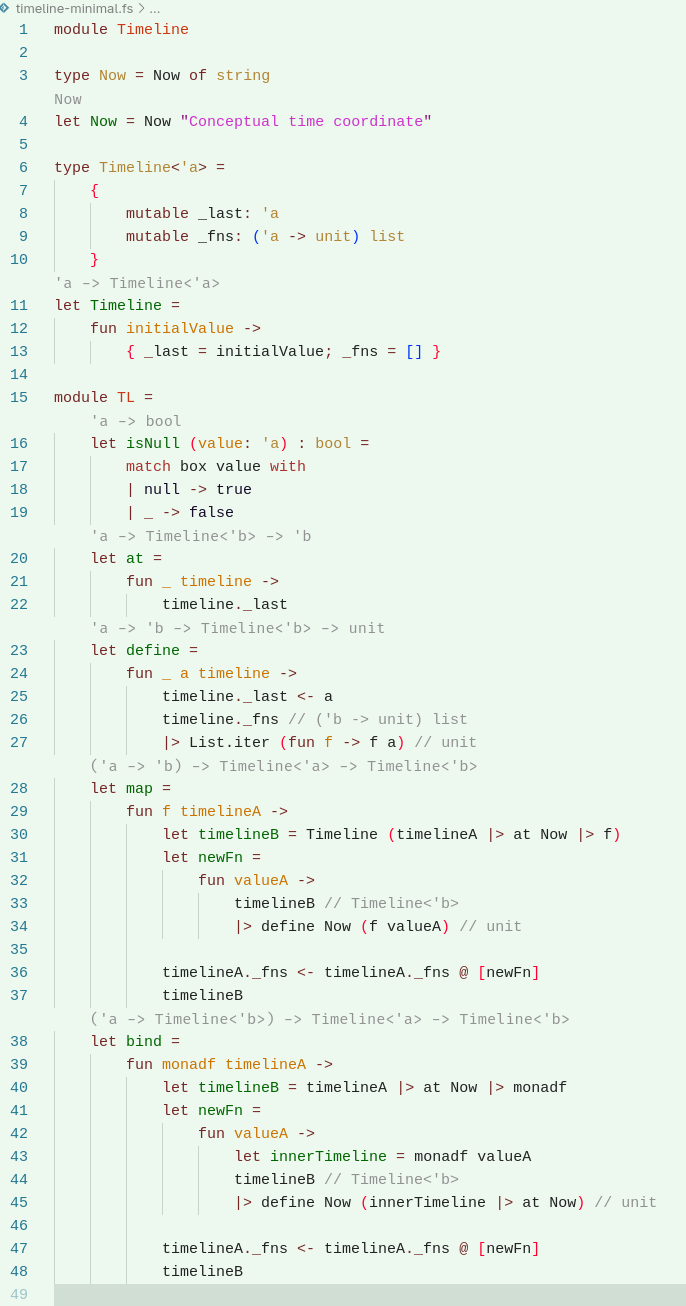 timeline-minimal.fs > ...
1 module Timeline
2
3 type Now = Now of string
Now
4 let Now = Now "Conceptual time coordinate"
5
6 type Timeline<'a> =
7     {
8         mutable _last: 'a
9         mutable _fns: ('a -> unit) list
10     }
'a -> Timeline<'a>
11 let Timeline =
12     fun initialValue ->
13         { _last = initialValue; _fns = [] }
14
15 module TL =
    'a -> bool
16     let isNull (value: 'a) : bool =
17         match box value with
18         | null -> true
19         | _ -> false
    'a -> Timeline<'b> -> 'b
20     let at =
21         fun _ timeline ->
22             timeline._last
    'a -> 'b -> Timeline<'b> -> unit
23     let define =
24         fun _ a timeline ->
25             timeline._last <- a
26             timeline._fns // ('b -> unit) list
27             |> List.iter (fun f -> f a) // unit
    ('a -> 'b) -> Timeline<'a> -> Timeline<'b>
28     let map =
29         fun f timelineA ->
30             let timelineB = Timeline (timelineA |> at Now |> f)
31             let newFn =
32                 fun valueA ->
33                     timelineB // Timeline<'b>
34                     |> define Now (f valueA) // unit
35
36             timelineA._fns <- timelineA._fns @ [newFn]
37             timelineB
    ('a -> Timeline<'b>) -> Timeline<'a> -> Timeline<'b>
38     let bind =
39         fun monadf timelineA ->
40             let timelineB = timelineA |> at Now |> monadf
41             let newFn =
42                 fun valueA ->
43                     let innerTimeline = monadf valueA
44                     timelineB // Timeline<'b>
45                     |> define Now (innerTimeline |> at Now) // unit
46
47             timelineA._fns <- timelineA._fns @ [newFn]
48             timelineB
49